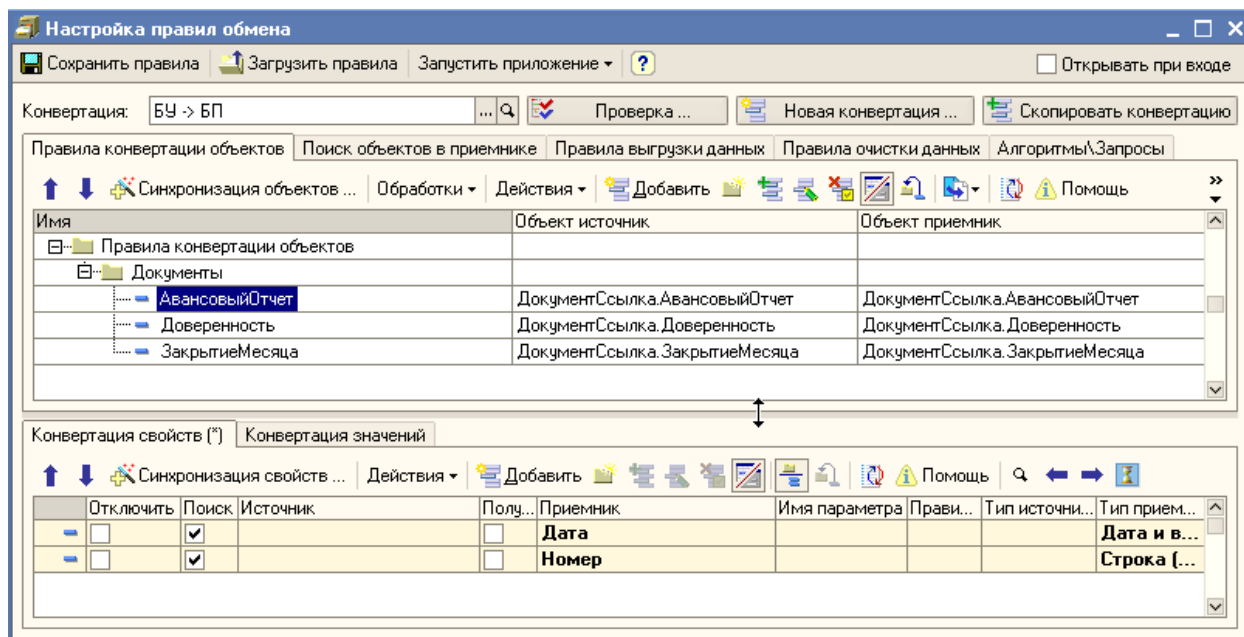 Настройка правил обмена
Сохранить правила Загрузить правила Запустить приложение ? Открывать при входе
Конвертация: БУ -> БП ... Проверка ... Новая конвертация ... Скопировать конвертацию
Правила конвертации объектов Поиск объектов в приемнике Правила выгрузки данных Правила очистки данных Алгоритмы\Запросы
Синхронизация объектов ... Обработки Действия Добавить Помощь »
Имя Объект источник Объект приемник
Правила конвертации объектов
Документы
АвансовыйОтчет ДокументСсылка.АвансовыйОтчет ДокументСсылка.АвансовыйОтчет
Доверенность ДокументСсылка.Доверенность ДокументСсылка.Доверенность
ЗакрытиеМесяца ДокументСсылка.ЗакрытиеМесяца ДокументСсылка.ЗакрытиеМесяца
Конвертация свойств (*) Конвертация значений
Синхронизация свойств ... Действия Добавить Помощь
Отключить Поиск Источник Полу... Приемник Имя параметра Прави... Тип источни... Тип прием...
Дата Дата и в...
Номер Строка (...